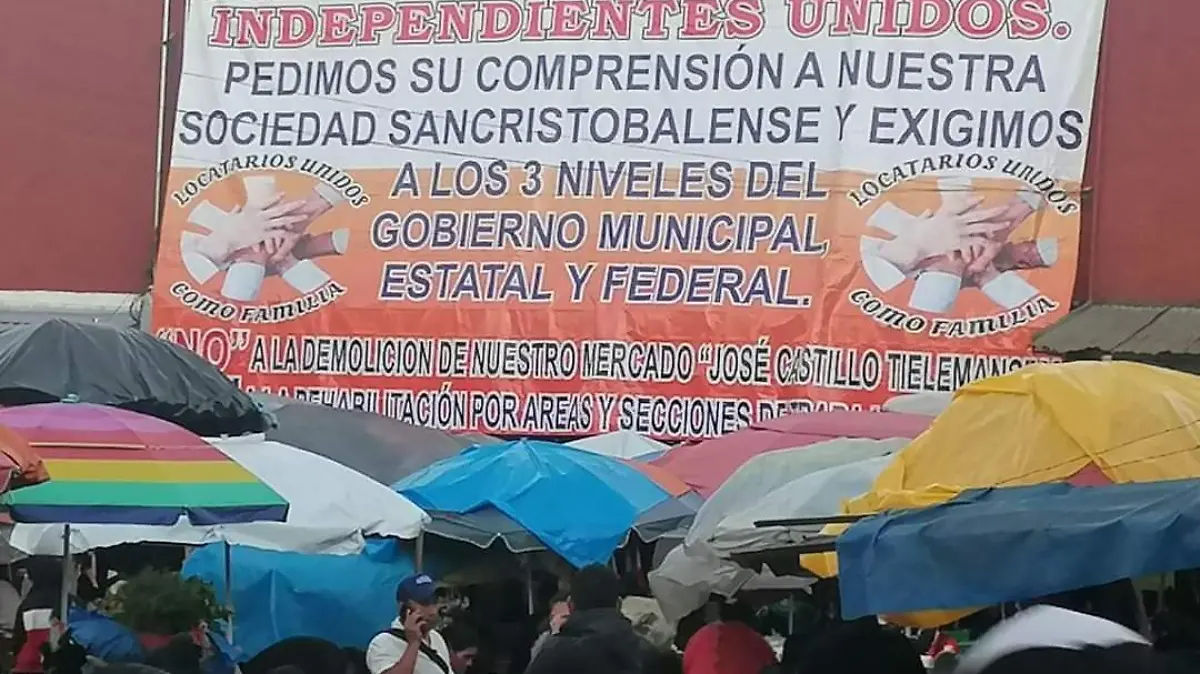 INDEPENDIENTES UNIDOS.
PEDIMOS SU COMPRENSIÓN A NUESTRA
SOCIEDAD SANCRISTOBALENSE Y EXIGIMOS
A LOS 3 NIVELES DEL
GOBIERNO MUNICIPAL,
ESTATAL Y FEDERAL.
LOCATARIOS UNIDOS
COMO FAMILIA
LOCATARIOS UNIDOS
COMO FAMILIA
"NO" A LA DEMOLICION DE NUESTRO MERCADO "JOSÉ CASTILLO TIELEMANS
LA REHABILITACIÓN POR AREAS Y SECCIONES DE